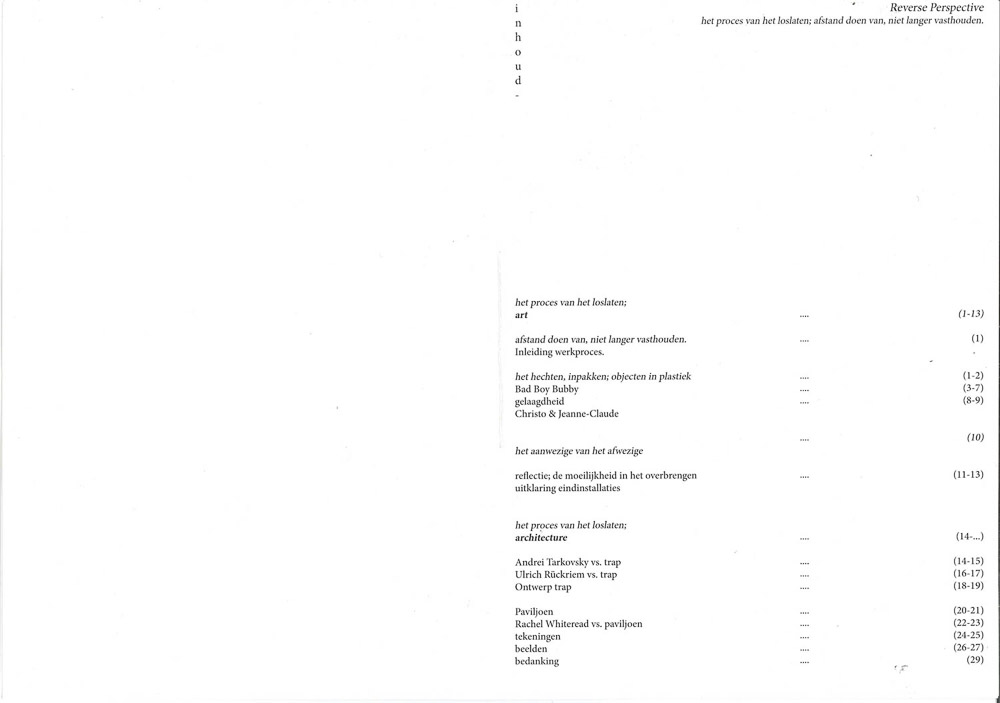 i
n
h
o
u
d
-
Reverse Perspective
het proces van het loslaten; afstand doen van, niet langer vasthouden.
het proces van het loslaten;
art .... (1-13)
afstand doen van, niet langer vasthouden. .... (1)
Inleiding werkproces.
het hechten, inpakken; objecten in plastiek .... (1-2)
Bad Boy Bubby .... (3-7)
gelaagdheid .... (8-9)
Christo & Jeanne-Claude
.... (10)
het aanwezige van het afwezige
reflectie; de moeilijkheid in het overbrengen .... (11-13)
uitklaring eindinstallaties
het proces van het loslaten;
architecture .... (14-...)
Andrei Tarkovsky vs. trap .... (14-15)
Ulrich Rückriem vs. trap .... (16-17)
Ontwerp trap .... (18-19)
Paviljoen .... (20-21)
Rachel Whiteread vs. paviljoen .... (22-23)
tekeningen .... (24-25)
beelden .... (26-27)
bedanking .... (29)